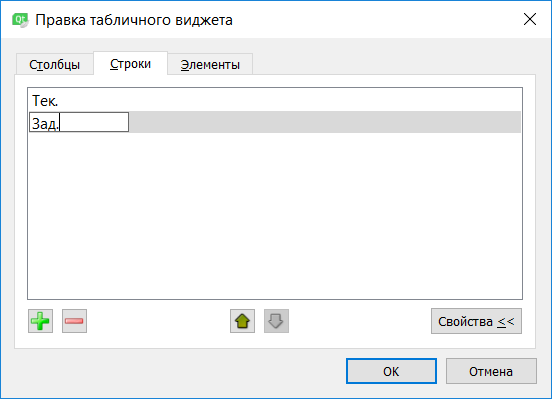 Правка табличного виджета
Столбцы Строки Элементы
Тек.
Зад.
Свойства <<
OK Отмена